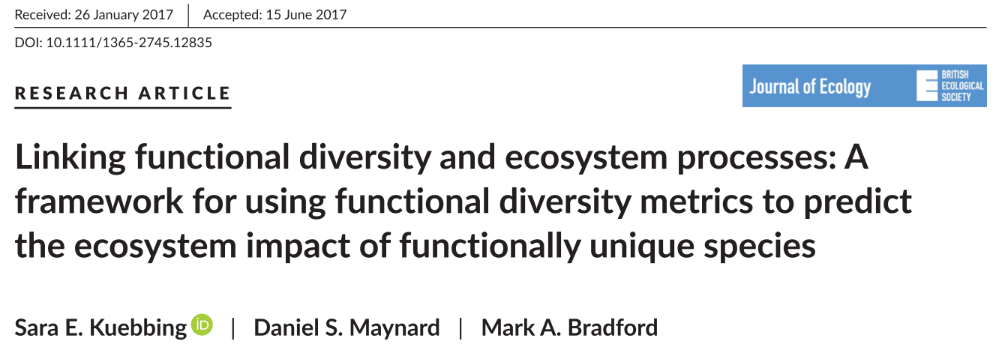 Received: 26 January 2017 | Accepted: 15 June 2017
DOI: 10.1111/1365-2745.12835
RESEARCH ARTICLE
Journal of Ecology
BRITISH
ECOLOGICAL
SOCIETY
Linking functional diversity and ecosystem processes: A
framework for using functional diversity metrics to predict
the ecosystem impact of functionally unique species
Sara E. Kuebbing iD | Daniel S. Maynard | Mark A. Bradford